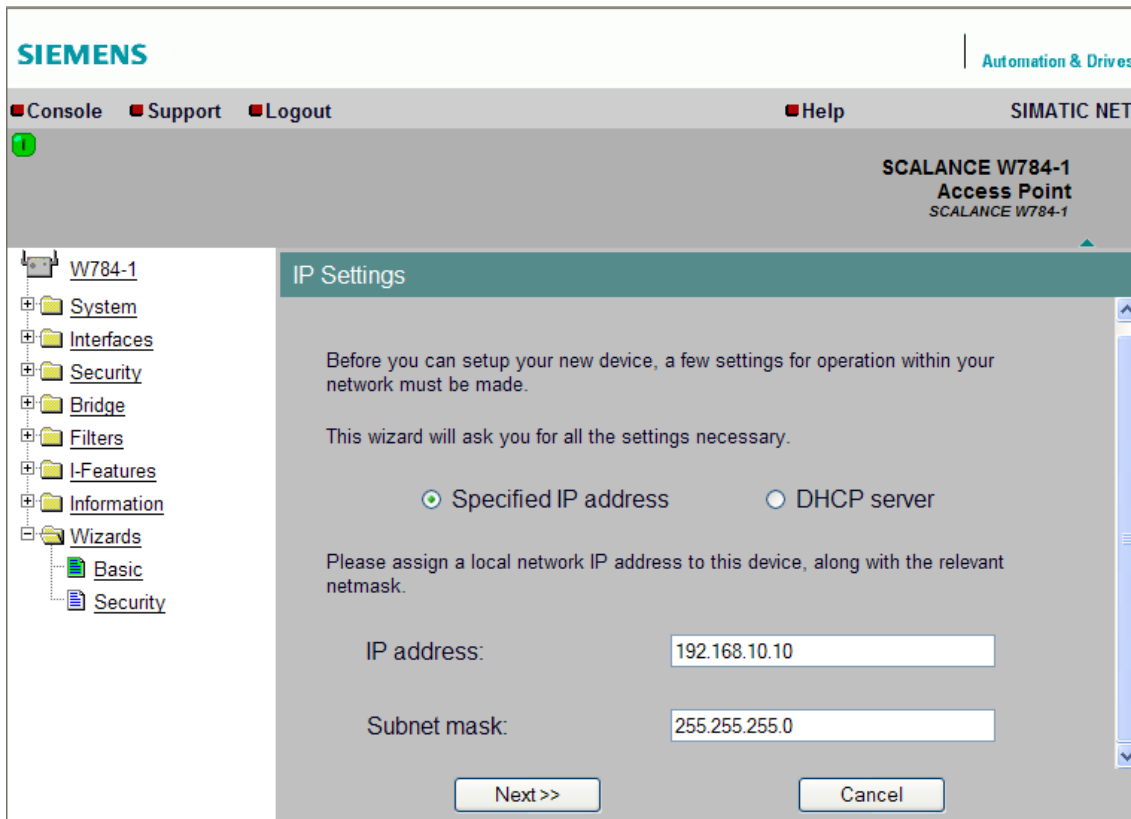 SIEMENS
Automation & Drives
Console Support Logout Help SIMATIC NET
i
SCALANCE W784-1
Access Point
SCALANCE W784-1
W784-1
System
Interfaces
Security
Bridge
Filters
I-Features
Information
Wizards
Basic
Security
IP Settings
Before you can setup your new device, a few settings for operation within your
network must be made.
This wizard will ask you for all the settings necessary.
Specified IP address DHCP server
Please assign a local network IP address to this device, along with the relevant
netmask.
IP address: 192.168.10.10
Subnet mask: 255.255.255.0
Next>> Cancel